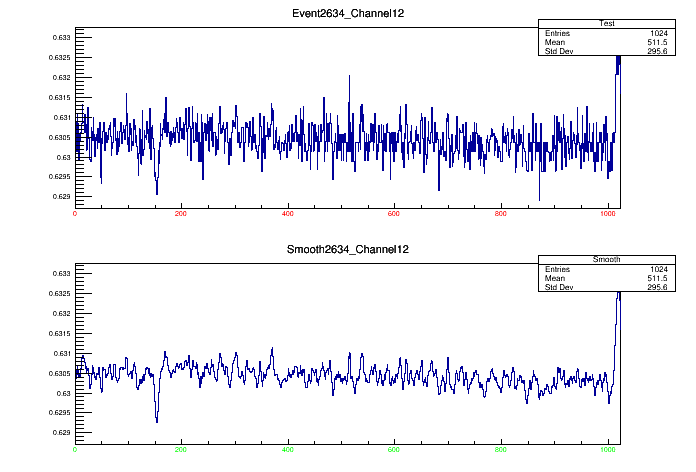 Event2634_Channel12
Test
Entries 1024
Mean 511.5
Std Dev 295.6
0.633
0.6325
0.632
0.6315
0.631
0.6305
0.63
0.6295
0.629
0 200 400 600 800 1000
Smooth2634_Channel12
Smooth
Entries 1024
Mean 511.5
Std Dev 295.6
0.633
0.6325
0.632
0.6315
0.631
0.6305
0.63
0.6295
0.629
0 200 400 600 800 1000